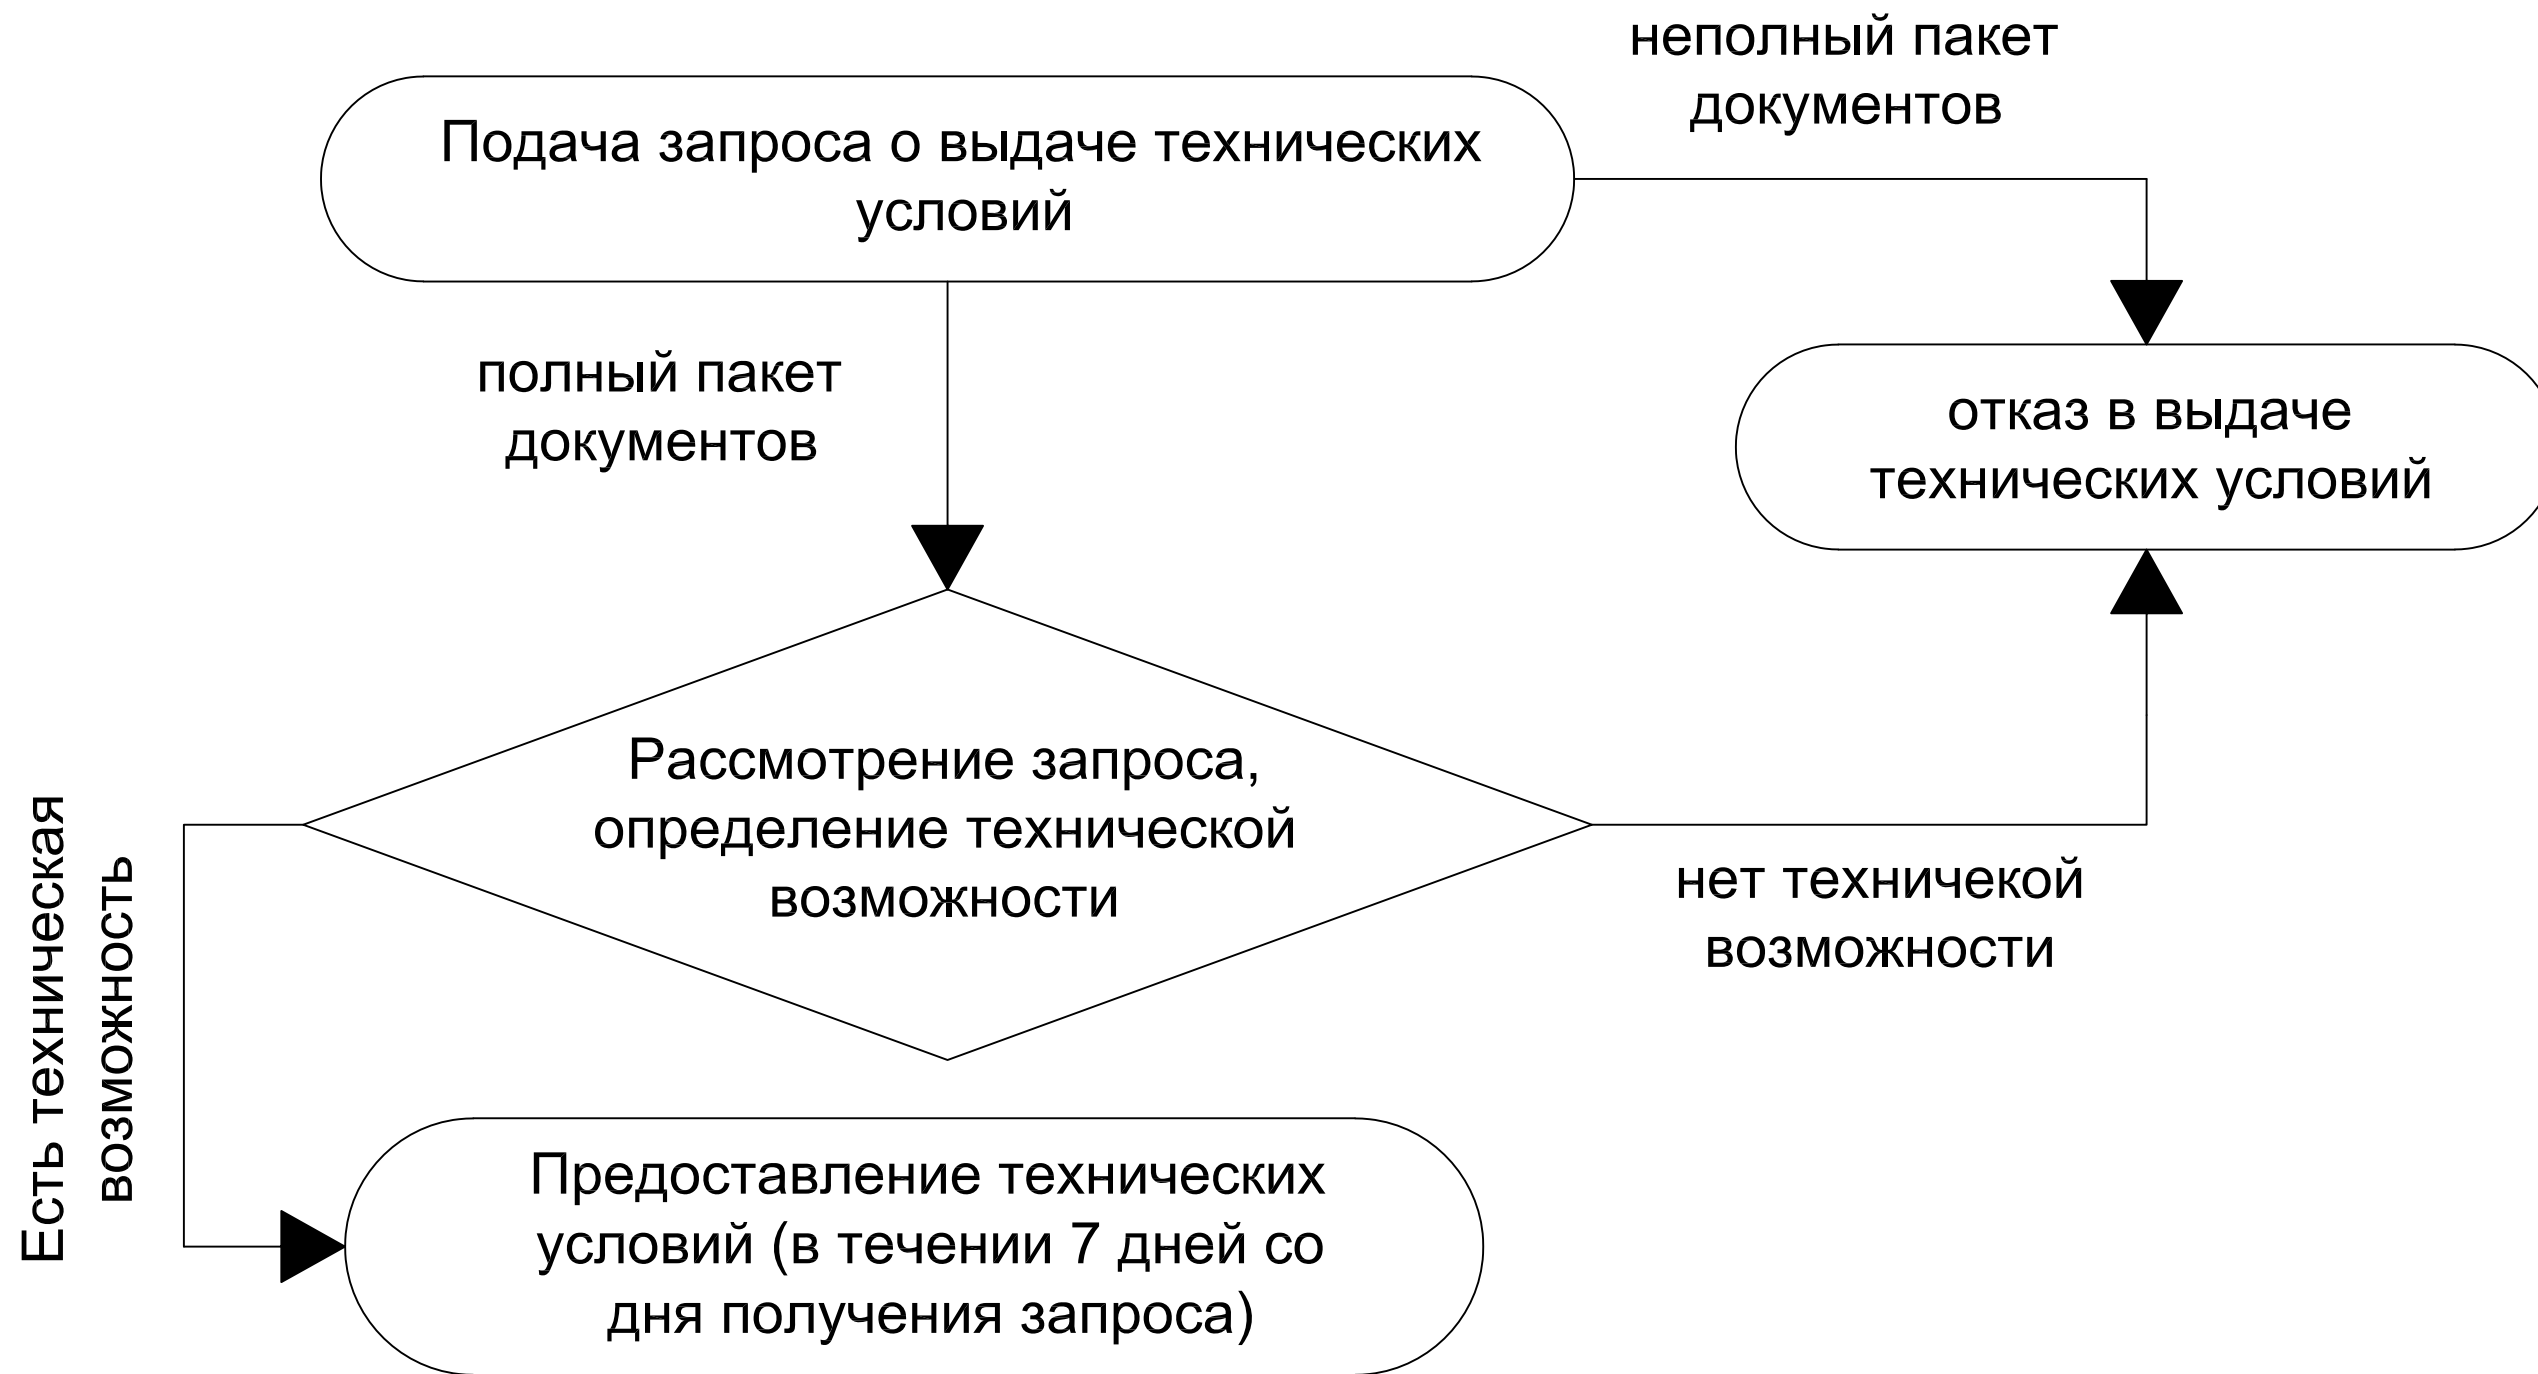 неполный пакет
документов
Подача запроса о выдаче технических
условий
полный пакет
документов
отказ в выдаче
технических условий
Рассмотрение запроса,
определение технической
возможности
нет техничекой
возможности
Есть техническая
возможность
Предоставление технических
условий (в течении 7 дней со
дня получения запроса)